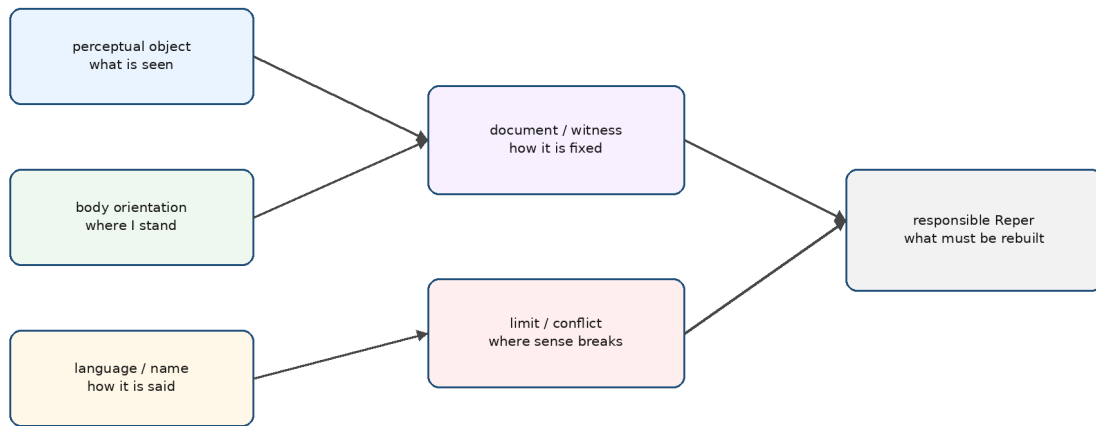 perceptual object
what is seen
body orientation
where I stand
language / name
how it is said
document / witness
how it is fixed
limit / conflict
where sense breaks
responsible Reper
what must be rebuilt